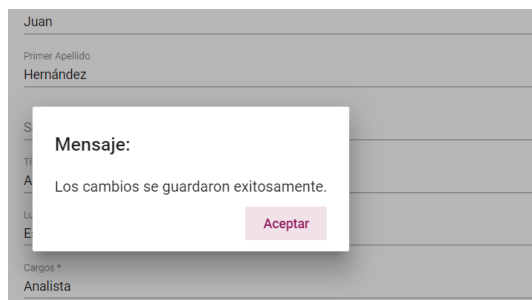 Juan
Primer Apellido
Hernández
Mensaje:
Los cambios se guardaron exitosamente.
Aceptar
Cargos *
Analista